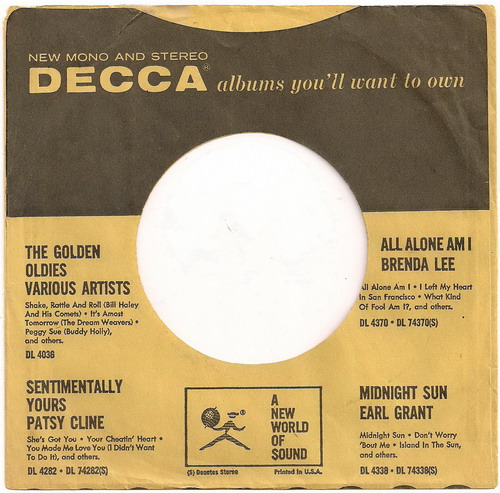 NEW MONO AND STEREO
DECCA® albums you'll want to own
THE GOLDEN
OLDIES
VARIOUS ARTISTS
Shake, Rattle And Roll (Bill Haley
And His Comets) • It's Amost
Tomorrow (The Dream Weavers) •
Peggy Sue (Buddy Holly),
and others.
DL 4036
ALL ALONE AM I
BRENDA LEE
All Alone Am I • I Left My Heart
In San Francisco • What Kind
Of Fool Am I?, and others.
DL 4370 • DL 74370(S)
SENTIMENTALLY
YOURS
PATSY CLINE
She's Got You • Your Cheatin' Heart •
You Made Me Love You (I Didn't Want
To Do It), and others.
DL 4282 • DL 74282(S)
®
A
NEW
WORLD
OF
SOUND
(S) Denotes Stereo
Printed In U.S.A.
MIDNIGHT SUN
EARL GRANT
Midnight Sun • Don't Worry
'Bout Me • Island In The Sun,
and others.
DL 4338 • DL 74338(S)